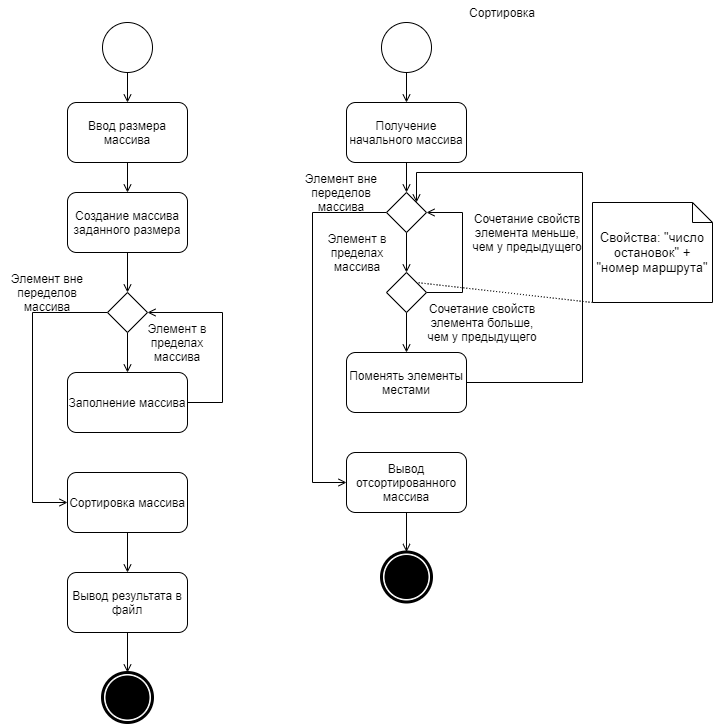 Сортировка
Ввод размера
массива
Создание массива
заданного размера
Элемент вне
переделов
массива
Элемент в
пределах
массива
Заполнение массива
Сортировка массива
Вывод результата в
файл
Получение
начального массива
Элемент вне
переделов
массива
Элемент в
пределах
массива
Сочетание свойств
элемента меньше,
чем у предыдущего
Свойства: "число
остановок" +
"номер маршрута"
Сочетание свойств
элемента больше,
чем у предыдущего
Поменять элементы
местами
Вывод
отсортированного
массива